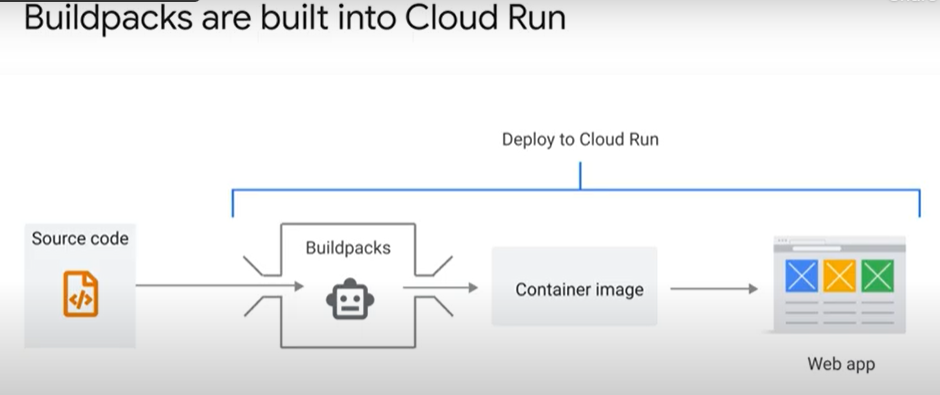 Buildpacks are built into Cloud Run
Deploy to Cloud Run
Source code
Buildpacks
</>
Container image
Web app